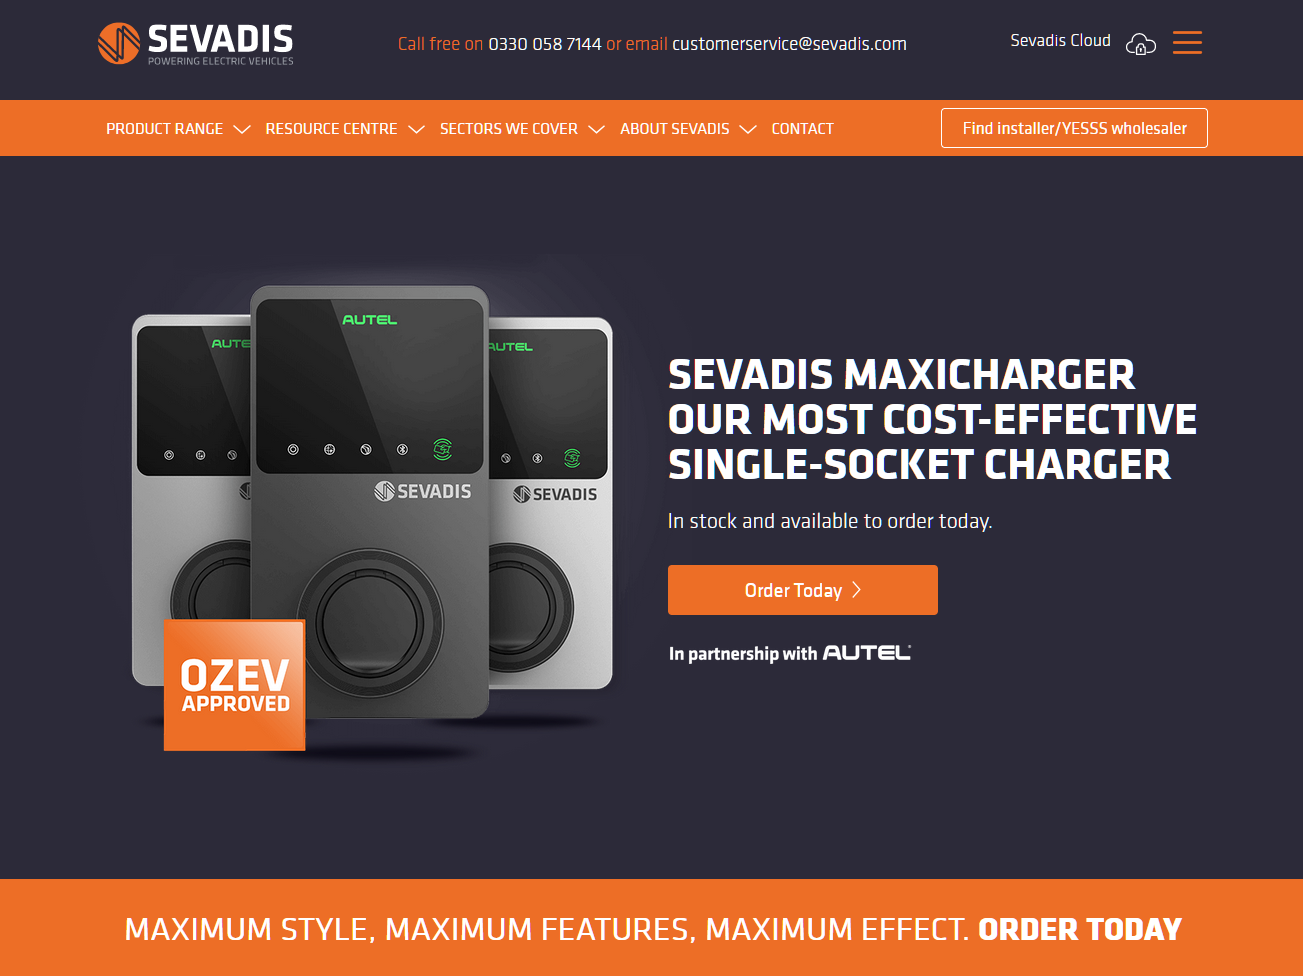 SEVADIS
POWERING ELECTRIC VEHICLES
Call free on 0330 058 7144 or email customerservice@sevadis.com
Sevadis Cloud
PRODUCT RANGE
RESOURCE CENTRE
SECTORS WE COVER
ABOUT SEVADIS
CONTACT
Find installer/YESSS wholesaler
AUTE
AUTEL
AUTEL
SEVADIS
SEVADIS
OZEV
APPROVED
SEVADIS MAXICHARGER
OUR MOST COST-EFFECTIVE
SINGLE-SOCKET CHARGER
In stock and available to order today.
Order Today
In partnership with AUTEL
MAXIMUM STYLE, MAXIMUM FEATURES, MAXIMUM EFFECT. ORDER TODAY